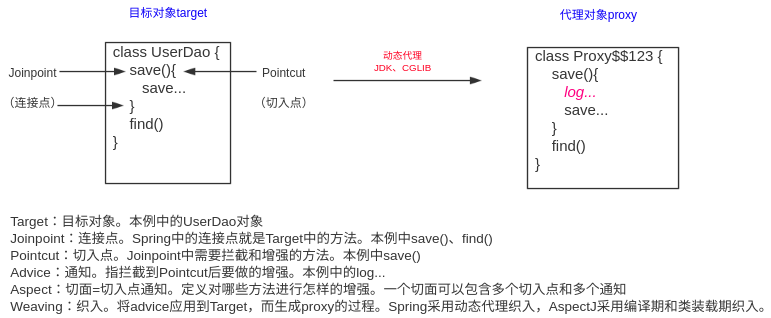 目标对象target
代理对象proxy
class UserDao {
save(){
save...
}
find()
}
Joinpoint
（连接点）
Pointcut
（切入点）
动态代理
JDK、CGLIB
class Proxy$$123 {
save(){
log...
save...
}
find()
}
Target：目标对象。本例中的UserDao对象
Joinpoint：连接点。Spring中的连接点就是Target中的方法。本例中save()、find()
Pointcut：切入点。Joinpoint中需要拦截和增强的方法。本例中save()
Advice：通知。指拦截到Pointcut后要做的增强。本例中的log...
Aspect：切面=切入点通知。定义对哪些方法进行怎样的增强。一个切面可以包含多个切入点和多个通知
Weaving：织入。将advice应用到Target，而生成proxy的过程。Spring采用动态代理织入，AspectJ采用编译期和类装载期织入。